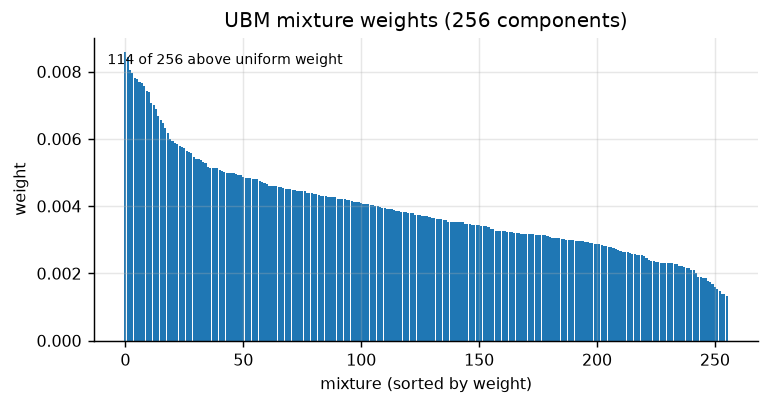 UBM mixture weights (256 components)
114 of 256 above uniform weight
0.008
0.006
0.004
0.002
0.000
weight
0 50 100 150 200 250
mixture (sorted by weight)